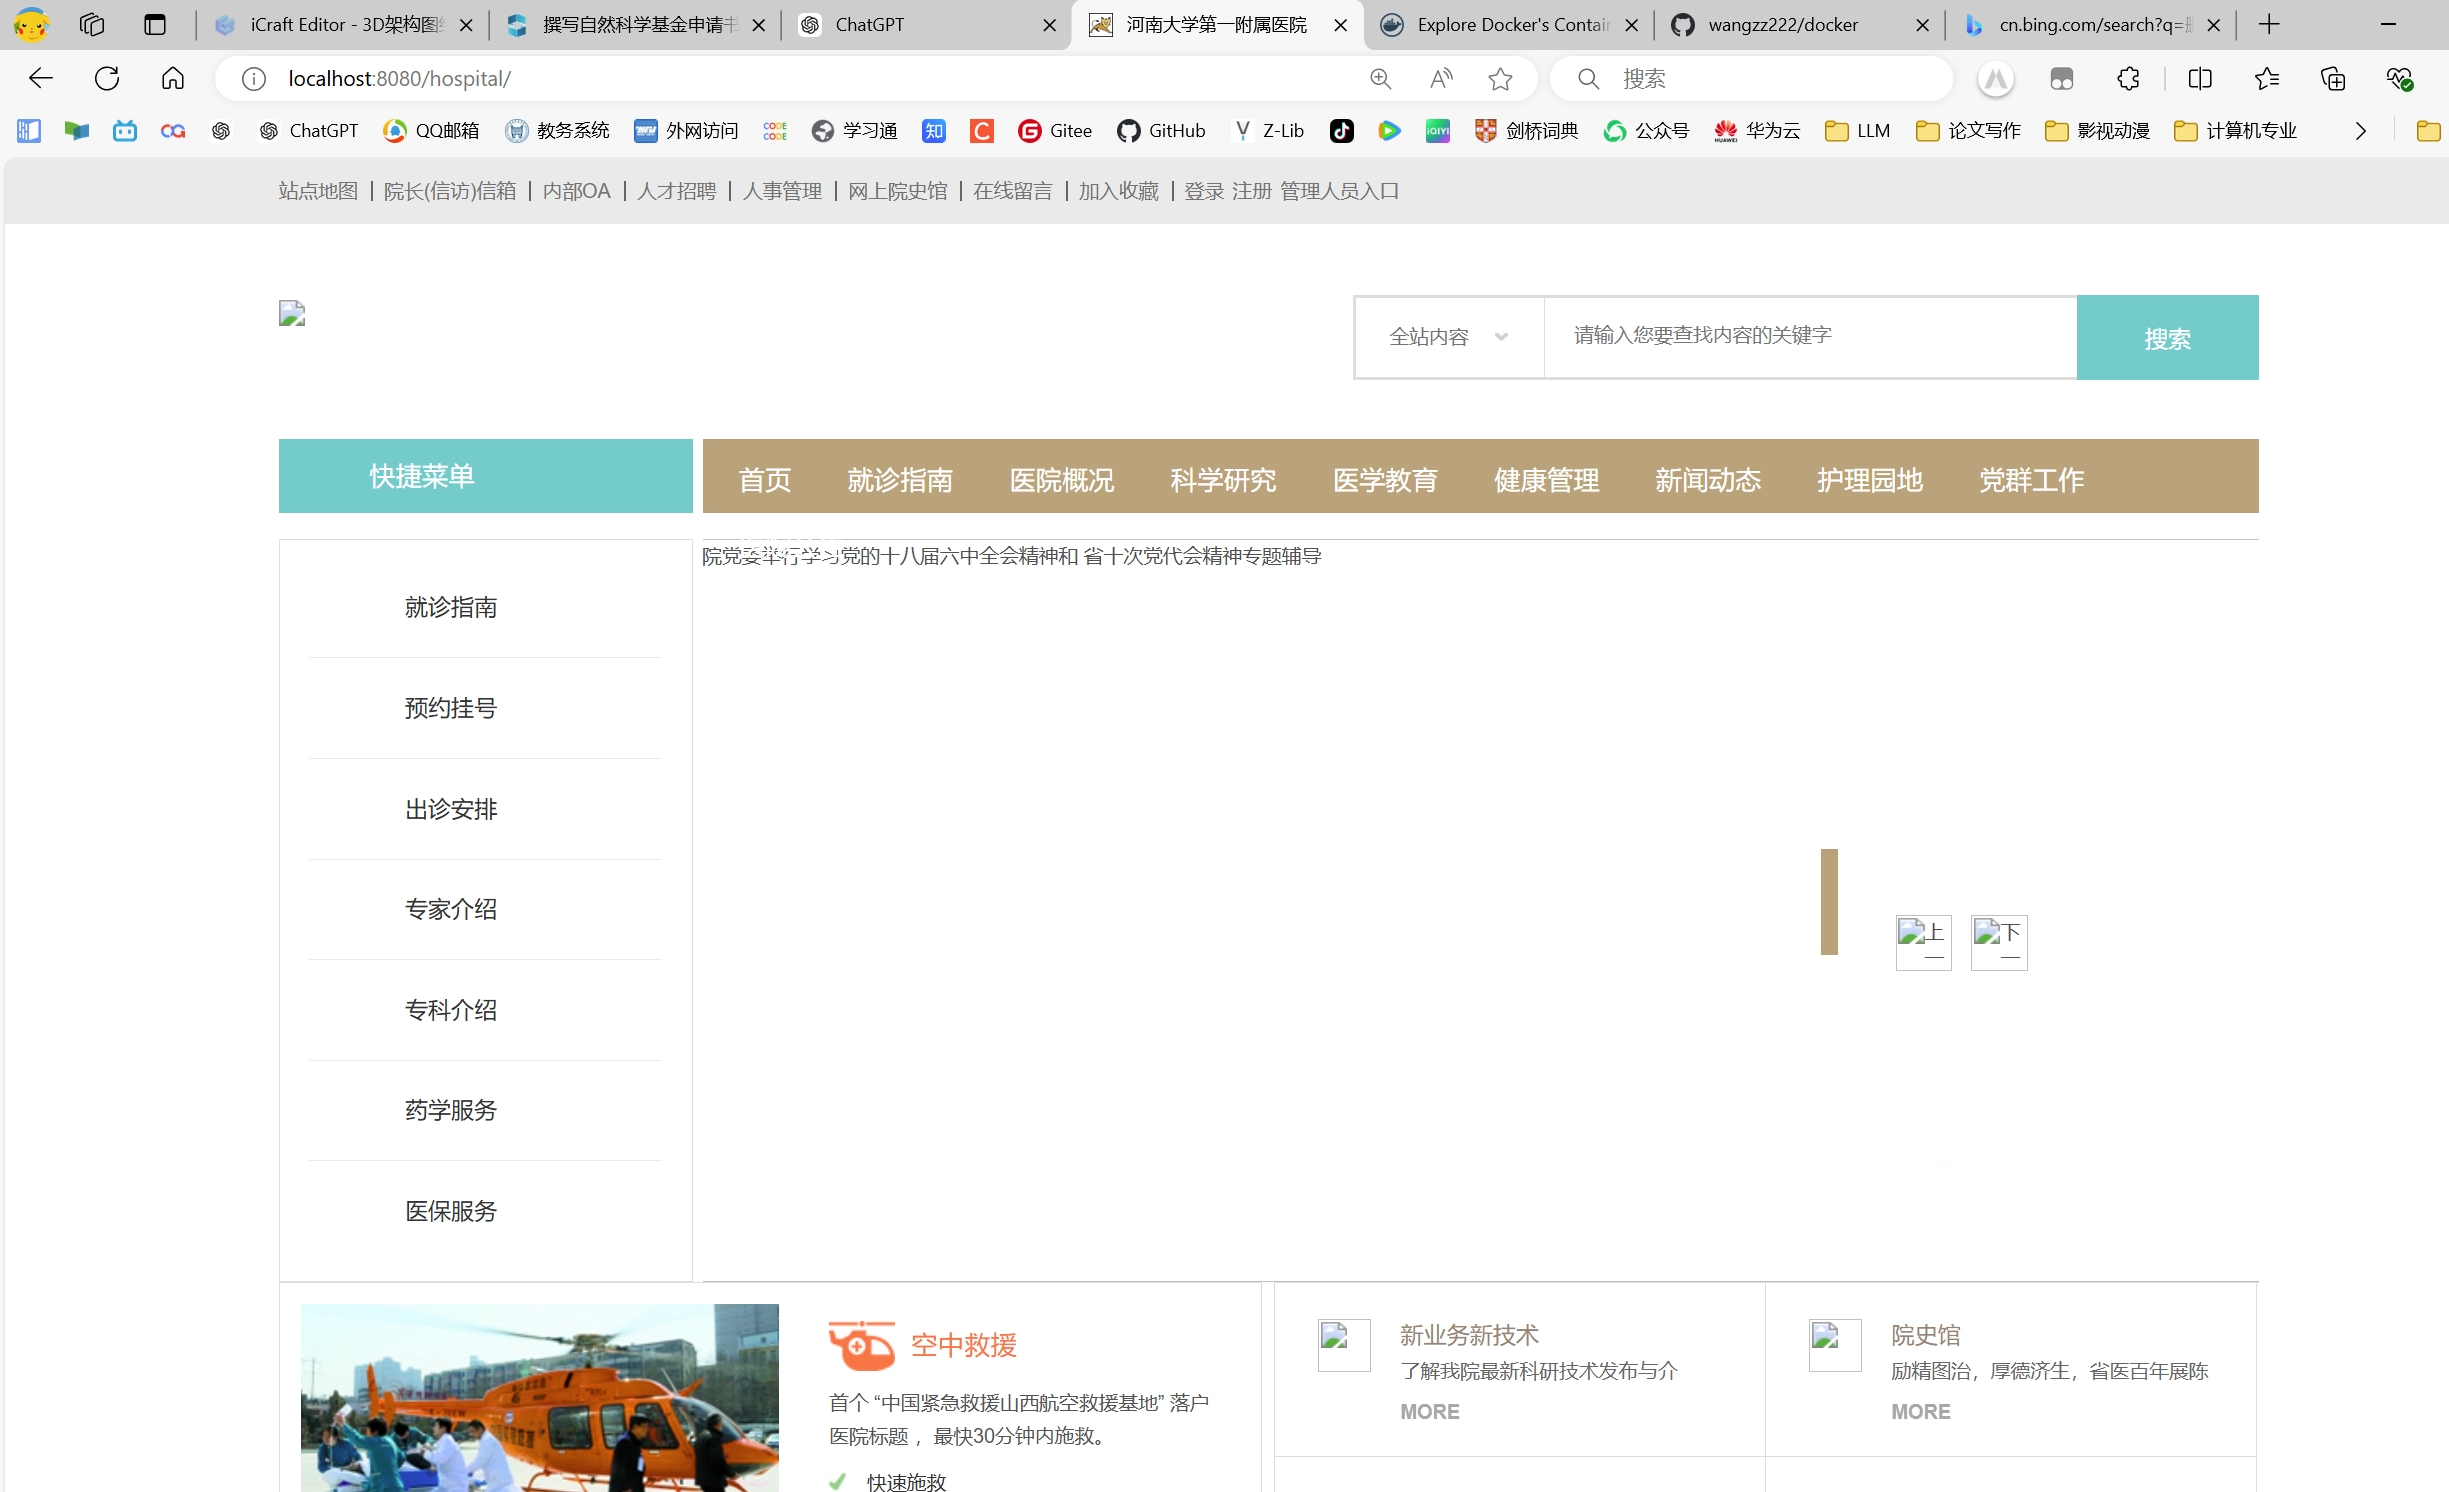 iCraft Editor - 3D架构图
撰写自然科学基金申请书
ChatGPT
河南大学第一附属医院
Explore Docker's Contai
wangzz222/docker
cn.bing.com/search?q=
localhost:8080/hospital/
搜索
ChatGPT
QQ邮箱
教务系统
外网访问
CODE
CODE
学习通
知
Gitee
GitHub
Z-Lib
iQIYI
剑桥词典
公众号
HUAWEI
华为云
LLM
论文写作
影视动漫
计算机专业
站点地图 | 院长(信访)信箱 | 内部OA | 人才招聘 | 人事管理 | 网上院史馆 | 在线留言 | 加入收藏 | 登录 注册 管理人员入口
全站内容
请输入您要查找内容的关键字
搜索
快捷菜单
首页 就诊指南 医院概况 科学研究 医学教育 健康管理 新闻动态 护理园地 党群工作
院党委举行学习党的十八届六中全会精神和 省十次党代会精神专题辅导
就诊指南
预约挂号
出诊安排
专家介绍
专科介绍
药学服务
医保服务
上一
下一
空中救援
首个 “中国紧急救援山西航空救援基地” 落户
医院标题 ，最快30分钟内施救。
快速施救
新业务新技术
了解我院最新科研技术发布与介
MORE
院史馆
励精图治，厚德济生，省医百年展陈
MORE